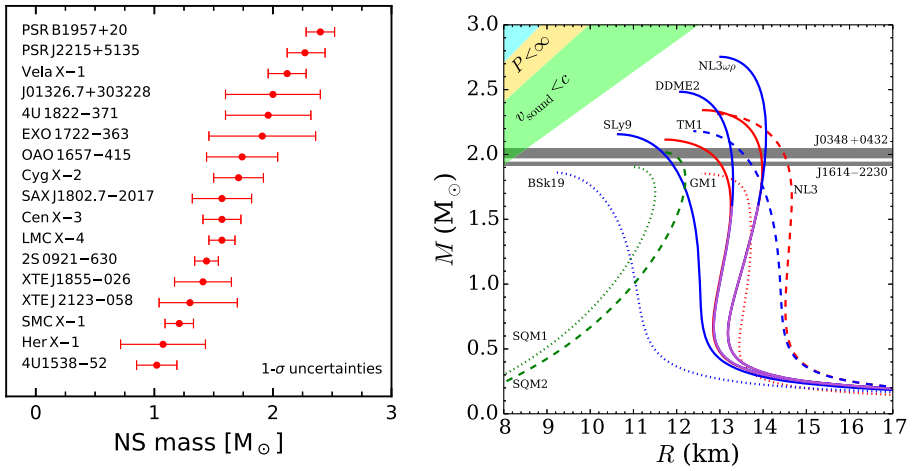 PSR B1957+20
PSR J2215+5135
Vela X−1
J01326.7+303228
4U 1822−371
EXO 1722−363
OAO 1657−415
Cyg X−2
SAX J1802.7−2017
Cen X−3
LMC X−4
2S 0921−630
XTE J1855−026
XTE J2123−058
SMC X−1
Her X−1
4U1538−52
1-σ uncertainties
0 1 2 3
NS mass [M⊙]
3.0
2.5
2.0
1.5
1.0
0.5
0.0
M (M⊙)
P<∞
v_sound<c
NL3ωρ
DDME2
SLy9
TM1
J0348+0432
J1614−2230
BSk19
GM1
NL3
SQM1
SQM2
8 9 10 11 12 13 14 15 16 17
R (km)